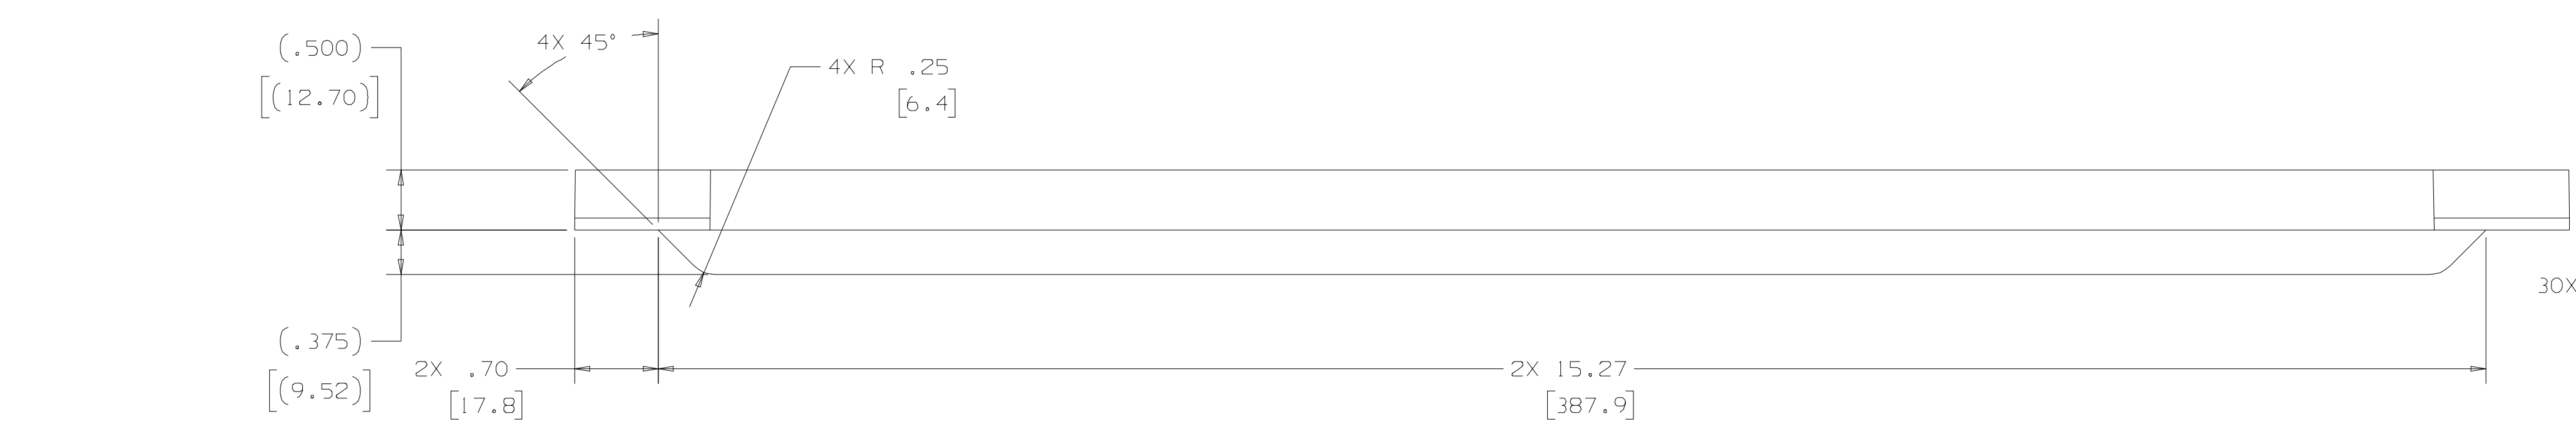 (.500)
[(12.70)]
4X 45°
4X R .25
[6.4]
30X
(.375)
[(9.52)]
2X .70
[17.8]
2X 15.27
[387.9]